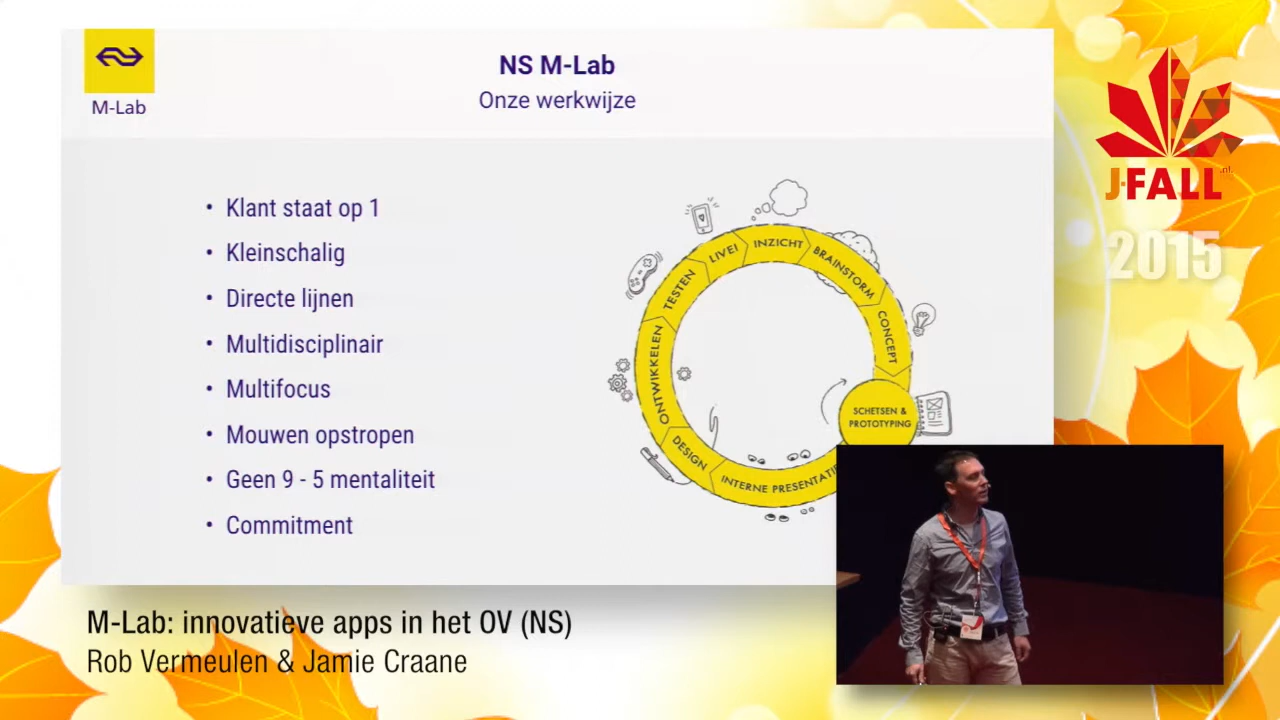 M-Lab
NS M-Lab
Onze werkwijze
• Klant staat op 1
• Kleinschalig
• Directe lijnen
• Multidisciplinair
• Multifocus
• Mouwen opstropen
• Geen 9 - 5 mentaliteit
• Commitment
LIVE!
INZICHT
BRAINSTORM
CONCEPT
SCHETSEN &
PROTOTYPING
INTERNE PRESENTATIE
DESIGN
ONTWIKKELEN
TESTEN
J-FALL.nl
2015
M-Lab: innovatieve apps in het OV (NS)
Rob Vermeulen & Jamie Craane